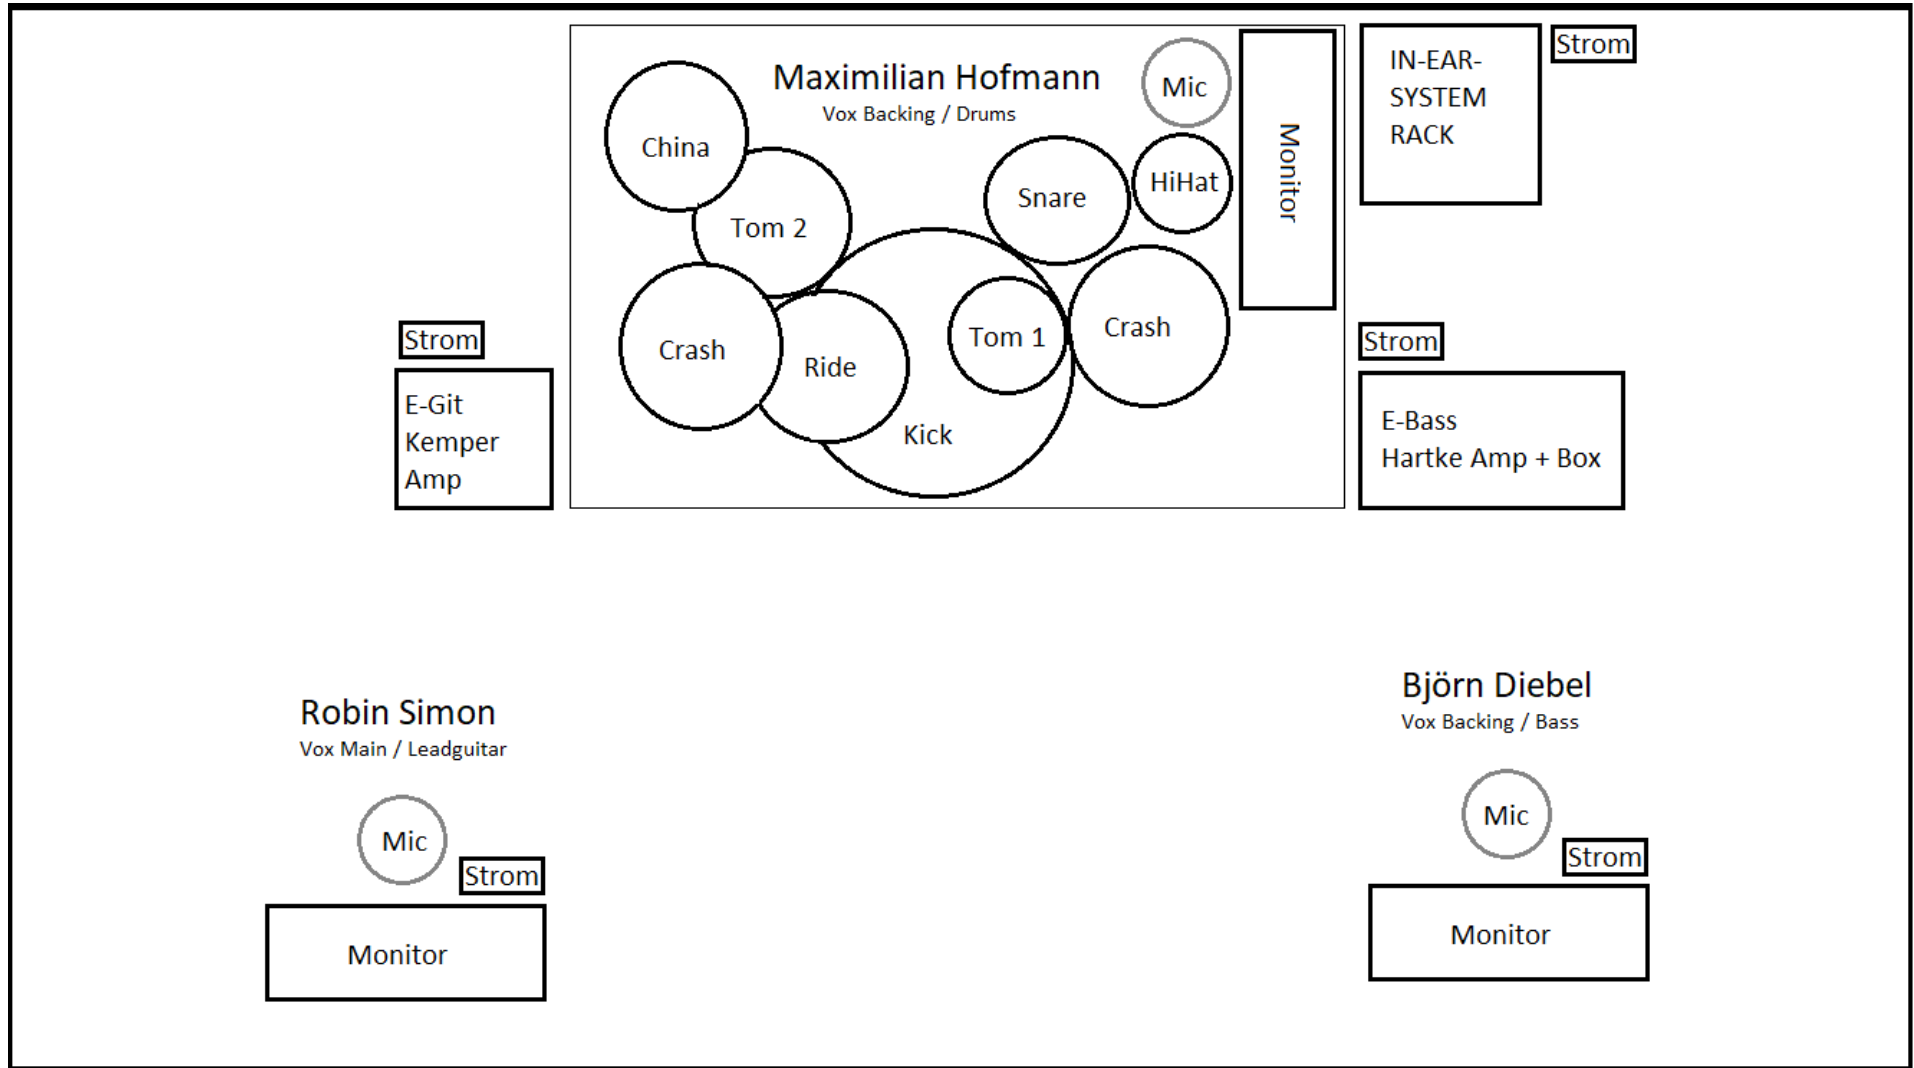 Maximilian Hofmann
Vox Backing / Drums
Mic
Monitor
China
Tom 2
Snare
HiHat
Crash
Ride
Tom 1
Crash
Kick
IN-EAR-
SYSTEM
RACK
Strom
Strom
E-Git
Kemper
Amp
Strom
E-Bass
Hartke Amp + Box
Robin Simon
Vox Main / Leadguitar
Mic
Strom
Monitor
Björn Diebel
Vox Backing / Bass
Mic
Strom
Monitor